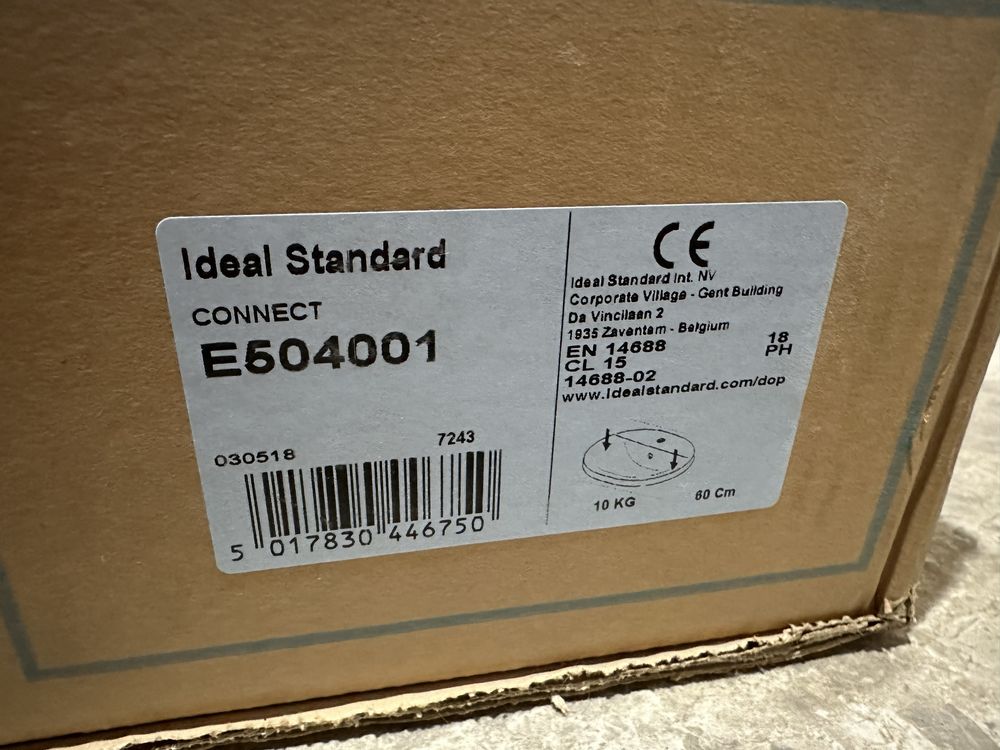 Ideal Standard
CONNECT
E504001
030518
7243
5 017830 446750
CE
Ideal Standard Int. NV
Corporate Village - Gent Building
Da Vincilaan 2
1935 Zaventem - Belgium
EN 14688
18
CL 15
PH
14688-02
www.idealstandard.com/dop
10 KG
60 Cm